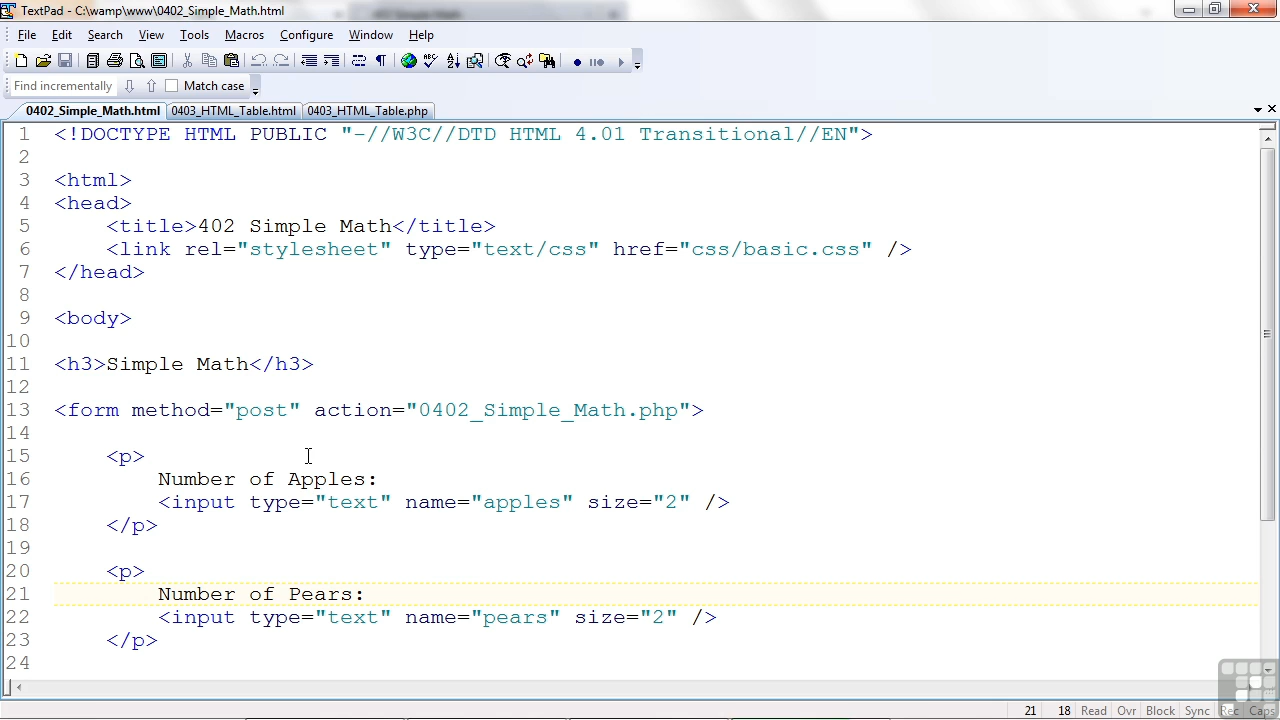 TextPad - C:\wamp\www\0402_Simple_Math.html
File Edit Search View Tools Macros Configure Window Help
Find incrementally Match case
0402_Simple_Math.html 0403_HTML_Table.html 0403_HTML_Table.php
1 <!DOCTYPE HTML PUBLIC "-//W3C//DTD HTML 4.01 Transitional//EN">
2
3 <html>
4 <head>
5 <title>402 Simple Math</title>
6 <link rel="stylesheet" type="text/css" href="css/basic.css" />
7 </head>
8
9 <body>
10
11 <h3>Simple Math</h3>
12
13 <form method="post" action="0402_Simple_Math.php">
14
15 <p>
16 Number of Apples:
17 <input type="text" name="apples" size="2" />
18 </p>
19
20 <p>
21 Number of Pears:
22 <input type="text" name="pears" size="2" />
23 </p>
24
21 18 Read Ovr Block Sync Rec Caps